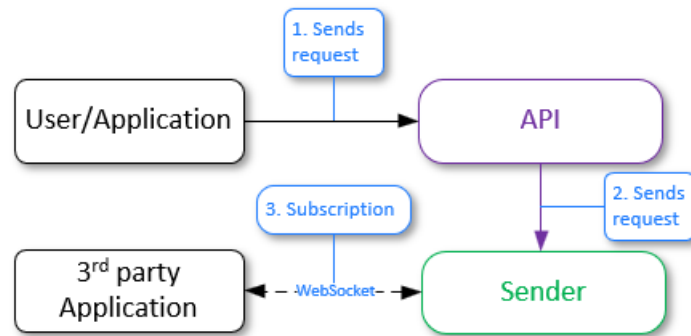 1. Sends
request
User/Application
API
2. Sends
request
3. Subscription
3rd party
Application
WebSocket
Sender